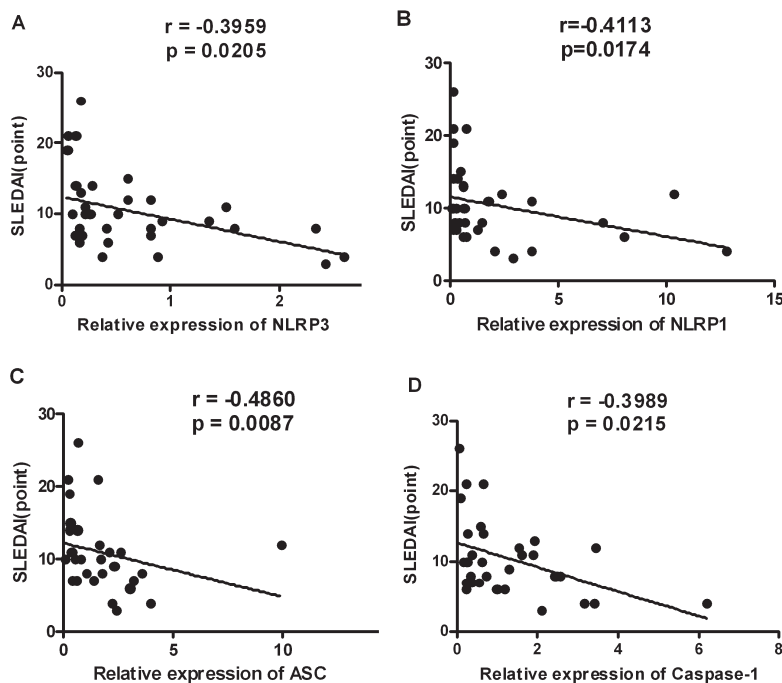 A
r = -0.3959
p = 0.0205
SLEDAI(point)
30
20
10
0
0
1
2
Relative expression of NLRP3
B
r=-0.4113
p=0.0174
SLEDAI(point)
30
20
10
0
0
5
10
15
Relative expression of NLRP1
C
r = -0.4860
p = 0.0087
SLEDAI(point)
30
20
10
0
0
5
10
Relative expression of ASC
D
r = -0.3989
p = 0.0215
SLEDAI(point)
30
20
10
0
0
2
4
6
8
Relative expression of Caspase-1